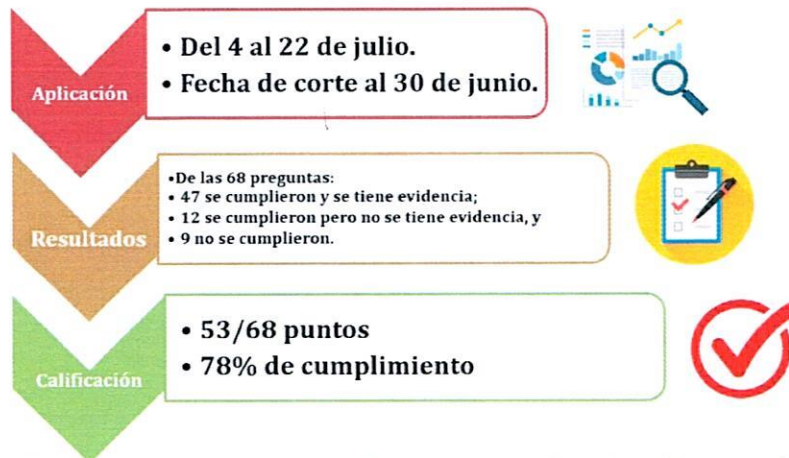 Aplicación
• Del 4 al 22 de julio.
• Fecha de corte al 30 de junio.
Resultados
•De las 68 preguntas:
• 47 se cumplieron y se tiene evidencia;
• 12 se cumplieron pero no se tiene evidencia, y
• 9 no se cumplieron.
Calificación
• 53/68 puntos
• 78% de cumplimiento